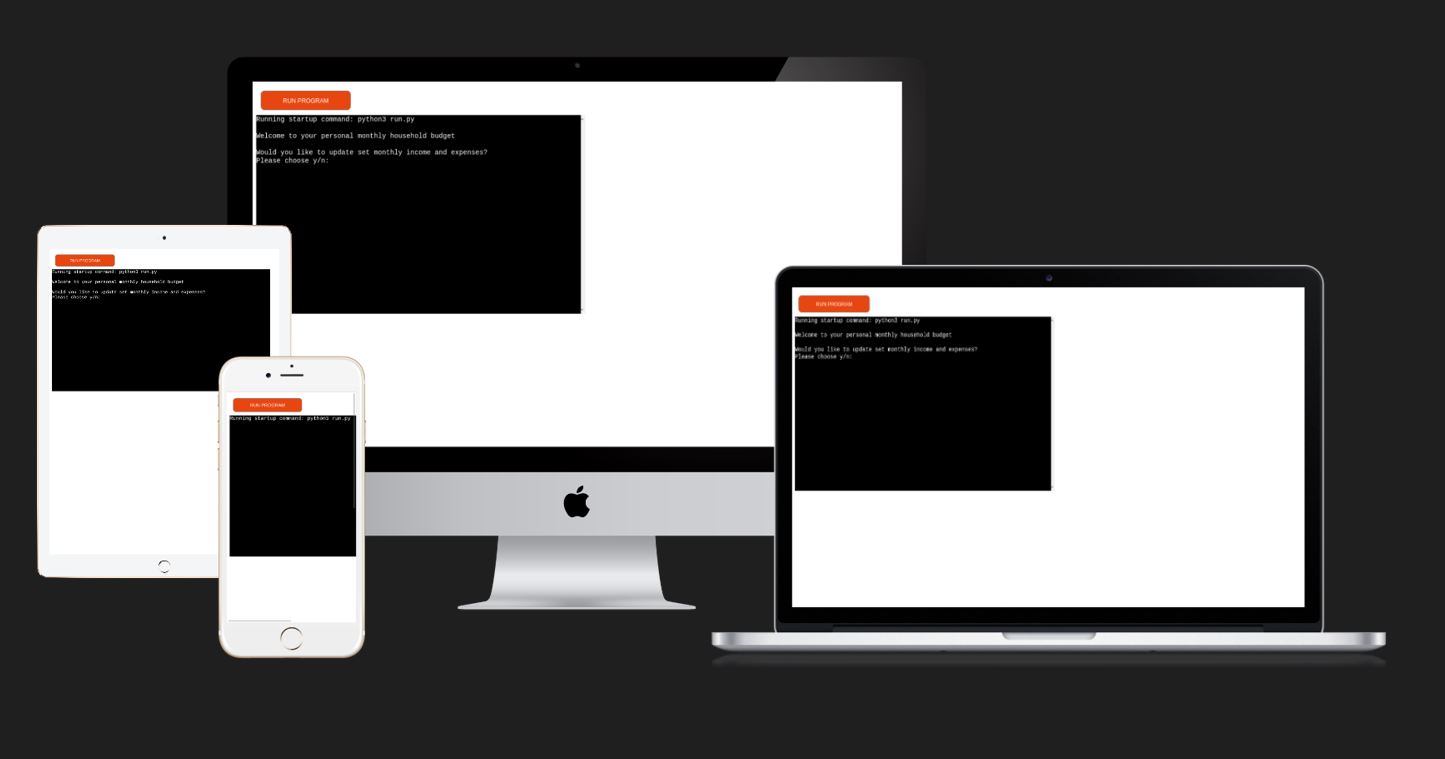 RUN PROGRAM
Running startup command: python3 run.py
Welcome to your personal monthly household budget
Would you like to update set monthly income and expenses?
Please choose y/n:
RUN PROGRAM
Running startup command: python3 run.py
Welcome to your personal monthly household budget
Would you like to update set monthly income and expenses?
Please choose y/n:
RUN PROGRAM
Running startup command: python3 run.py
RUN PROGRAM
Running startup command: python3 run.py
Welcome to your personal monthly household budget
Would you like to update set monthly income and expenses?
Please choose y/n: